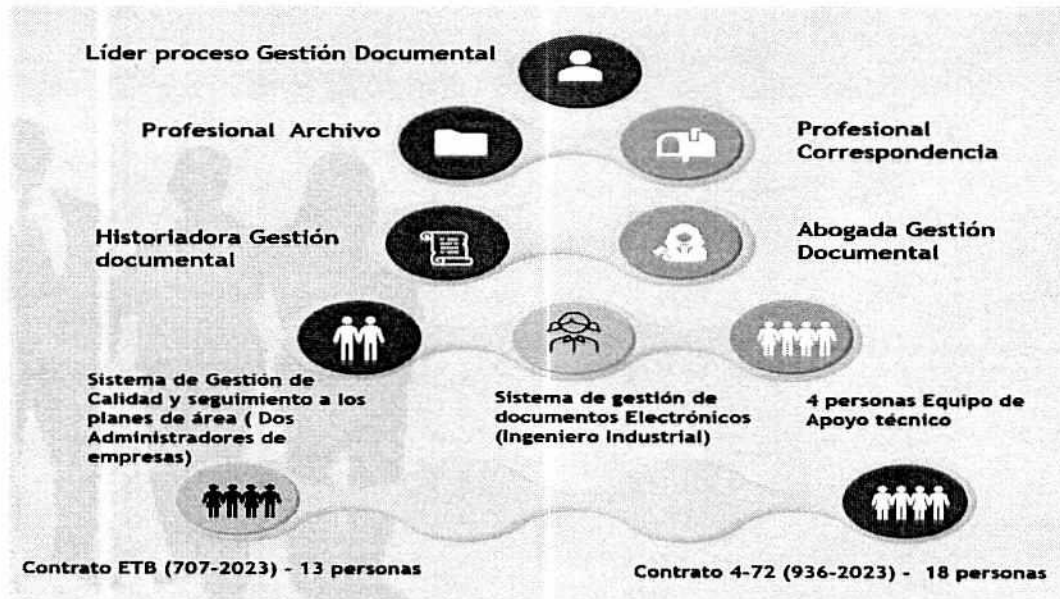 Líder proceso Gestión Documental
Profesional Archivo
Profesional
Correspondencia
Historiadora Gestión
documental
Abogada Gestión
Documental
Sistema de Gestión de
Calidad y seguimiento a los
planes de área ( Dos
Administradores de
empresas)
Sistema de gestión de
documentos Electrónicos
(Ingeniero Industrial)
4 personas Equipo de
Apoyo técnico
Contrato ETB (707-2023) - 13 personas
Contrato 4-72 (936-2023) - 18 personas